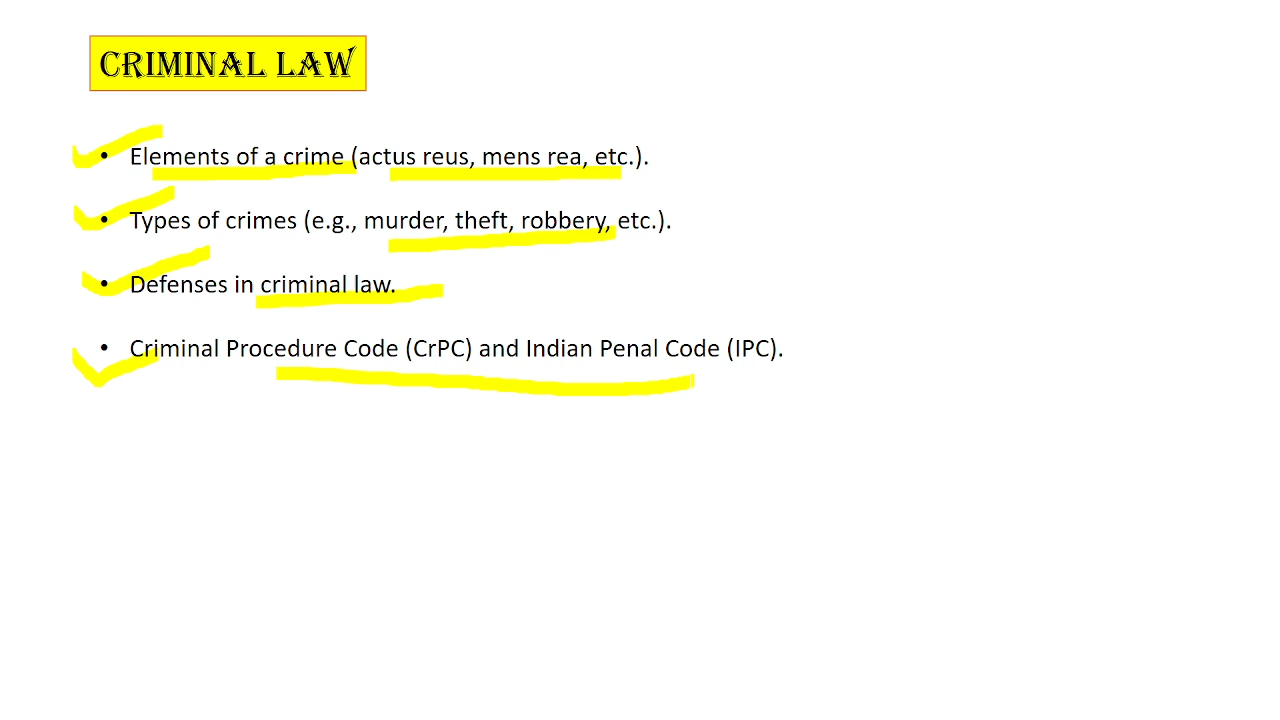 CRIMINAL LAW
• Elements of a crime (actus reus, mens rea, etc.).
• Types of crimes (e.g., murder, theft, robbery, etc.).
• Defenses in criminal law.
• Criminal Procedure Code (CrPC) and Indian Penal Code (IPC).